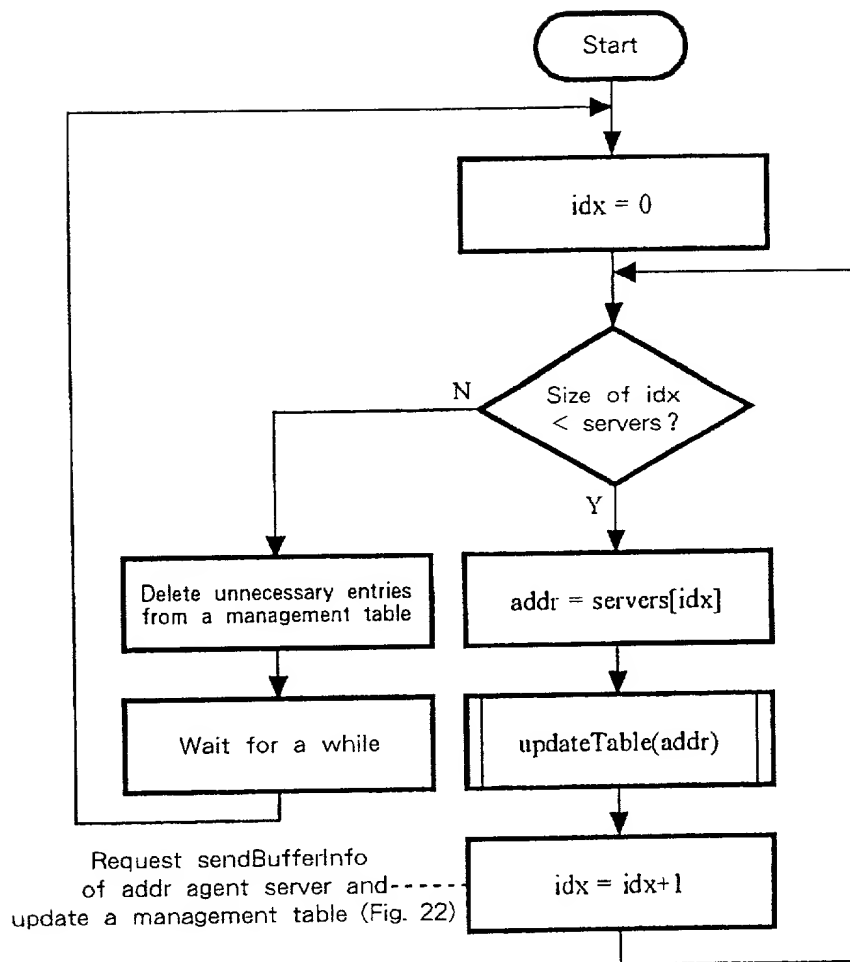 Start
idx = 0
Size of idx
< servers?
N
Y
Delete unnecessary entries
from a management table
addr = servers[idx]
Wait for a while
updateTable(addr)
Request sendBufferInfo
of addr agent server and
update a management table (Fig. 22)
idx = idx+1